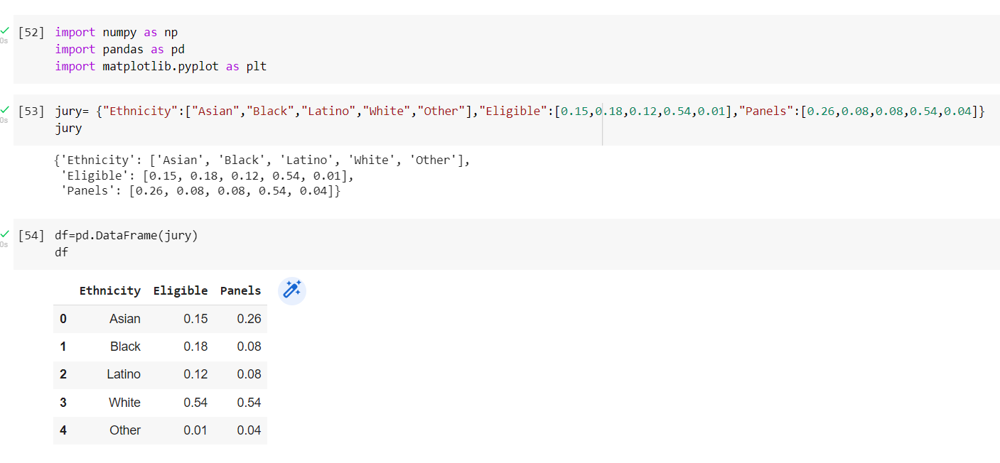 [52] import numpy as np
import pandas as pd
import matplotlib.pyplot as plt
0s
[53] jury= {"Ethnicity":["Asian","Black","Latino","White","Other"],"Eligible":[0.15,0.18,0.12,0.54,0.01],"Panels":[0.26,0.08,0.08,0.54,0.04]}
0s
jury
{'Ethnicity': ['Asian', 'Black', 'Latino', 'White', 'Other'],
'Eligible': [0.15, 0.18, 0.12, 0.54, 0.01],
'Panels': [0.26, 0.08, 0.08, 0.54, 0.04]}
[54] df=pd.DataFrame(jury)
0s
df
Ethnicity Eligible Panels
0 Asian 0.15 0.26
1 Black 0.18 0.08
2 Latino 0.12 0.08
3 White 0.54 0.54
4 Other 0.01 0.04